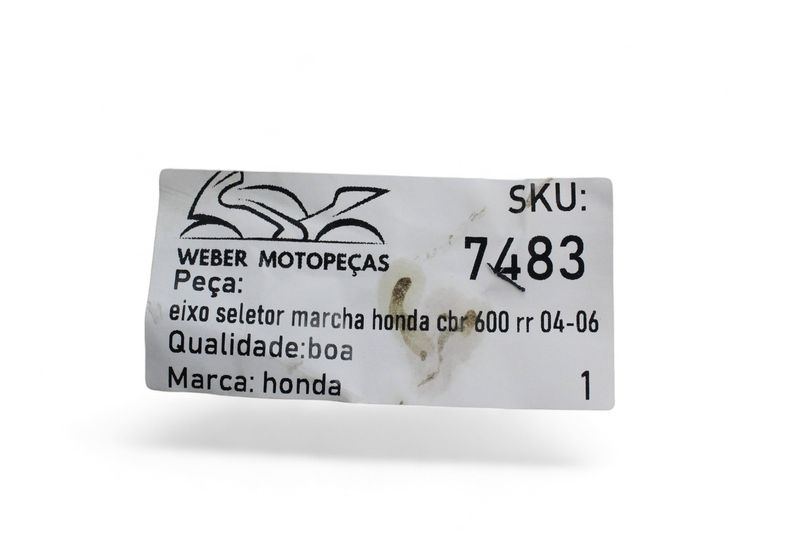 WEBER MOTOPEÇAS
SKU:
7483
Peça:
eixo seletor marcha honda cbr 600 rr 04-06
Qualidade:boa
Marca: honda
1